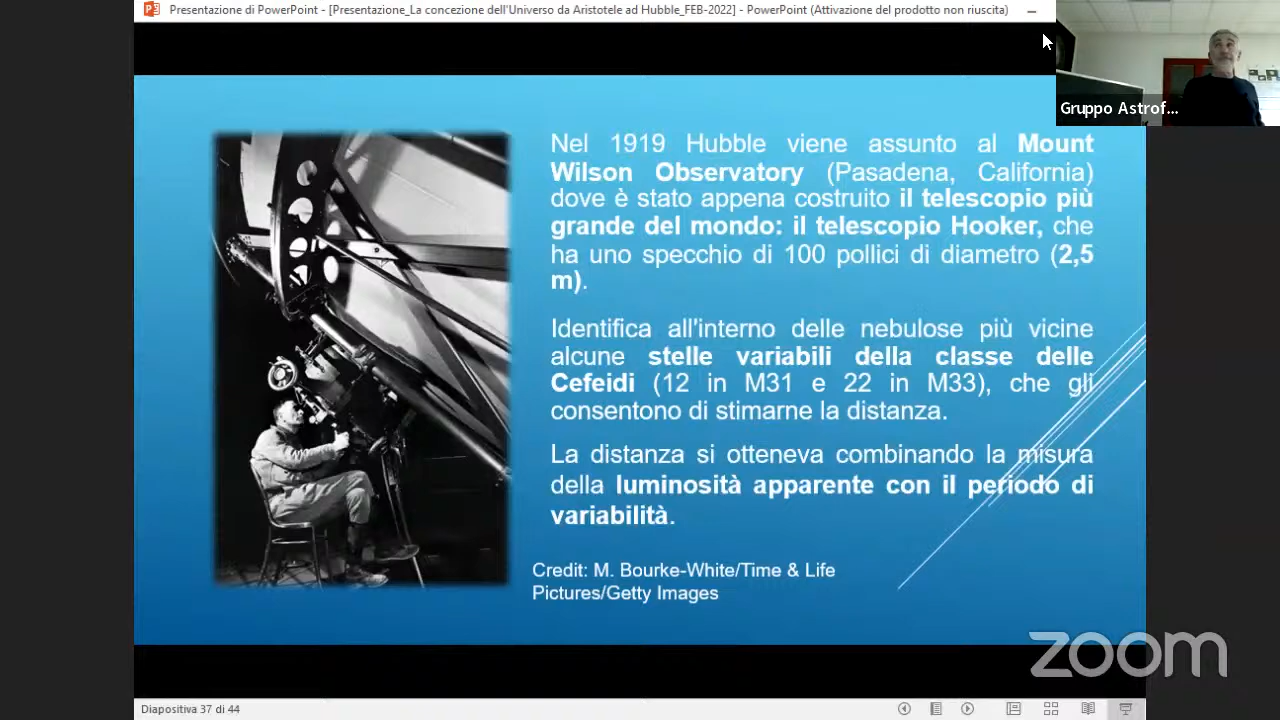 Presentazione di PowerPoint - [Presentazione_La concezione dell'Universo da Aristotele ad Hubble_FEB-2022] - PowerPoint (Attivazione del prodotto non riuscita)
Gruppo Astrof...
Nel 1919 Hubble viene assunto al Mount
Wilson Observatory (Pasadena, California)
dove è stato appena costruito il telescopio più
grande del mondo: il telescopio Hooker, che
ha uno specchio di 100 pollici di diametro (2,5
m).
Identifica all'interno delle nebulose più vicine
alcune stelle variabili della classe delle
Cefeidi (12 in M31 e 22 in M33), che gli
consentono di stimarne la distanza.
La distanza si otteneva combinando la misura
della luminosità apparente con il periodo di
variabilità.
Credit: M. Bourke-White/Time & Life
Pictures/Getty Images
zoom
Diapositiva 37 di 44